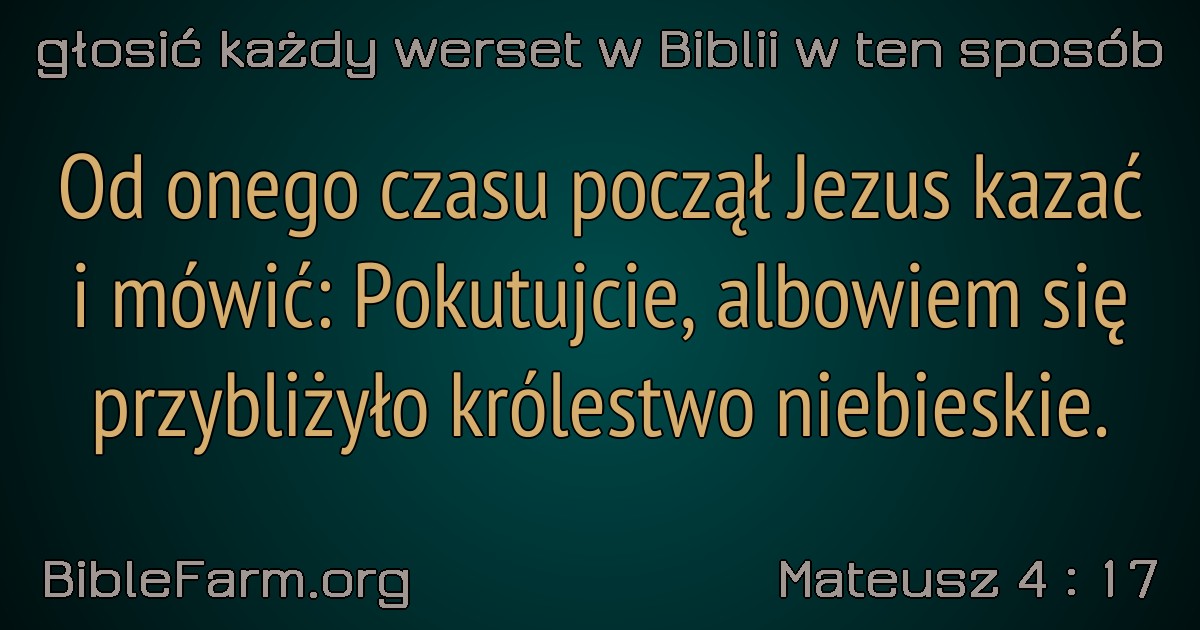 głosić każdy werset w Biblii w ten sposób
Od onego czasu począł Jezus kazać
i mówić: Pokutujcie, albowiem się
przybliżyło królestwo niebieskie.
BibleFarm.org
Mateusz 4 : 17